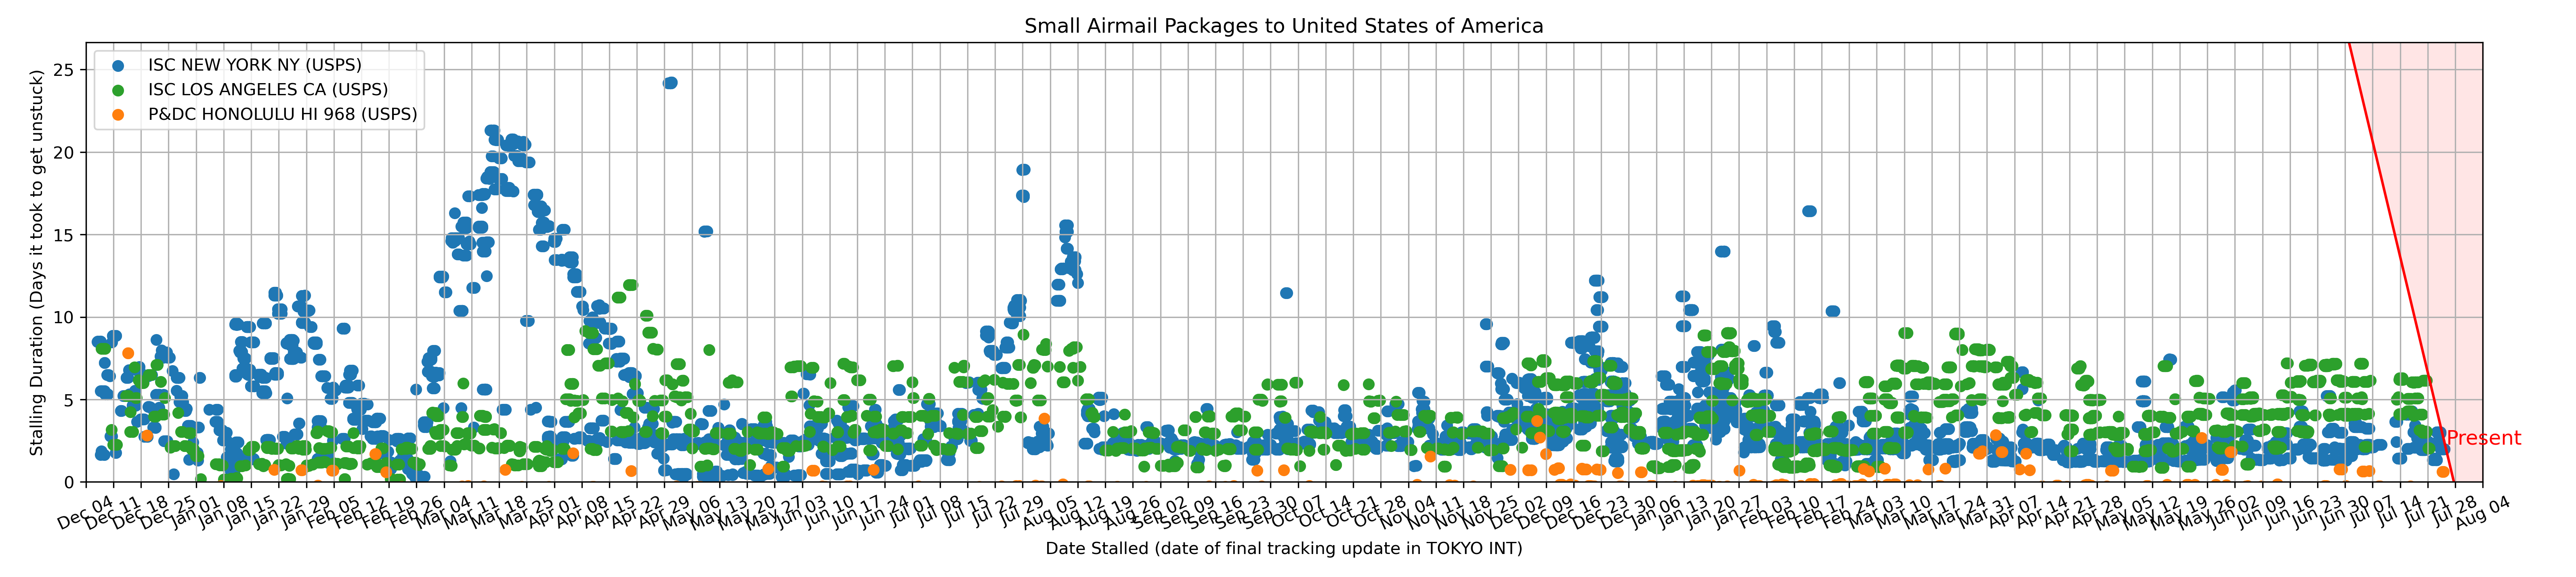 Small Airmail Packages to United States of America
ISC NEW YORK NY (USPS)
ISC LOS ANGELES CA (USPS)
P&DC HONOLULU HI 968 (USPS)
Stalling Duration (Days it took to get unstuck)
25
20
15
10
5
0
Present
Dec 04
Dec 11
Dec 18
Dec 25
Jan 01
Jan 08
Jan 15
Jan 22
Jan 29
Feb 05
Feb 12
Feb 19
Feb 26
Mar 04
Mar 11
Mar 18
Mar 25
Apr 01
Apr 08
Apr 15
Apr 22
Apr 29
May 06
May 13
May 20
May 27
Jun 03
Jun 10
Jun 17
Jun 24
Jul 01
Jul 08
Jul 15
Jul 22
Jul 29
Aug 05
Aug 12
Aug 19
Aug 26
Sep 02
Sep 09
Sep 16
Sep 23
Sep 30
Oct 07
Oct 14
Oct 21
Oct 28
Nov 04
Nov 11
Nov 18
Nov 25
Dec 02
Dec 09
Dec 16
Dec 23
Dec 30
Jan 06
Jan 13
Jan 20
Jan 27
Feb 03
Feb 10
Feb 17
Feb 24
Mar 03
Mar 10
Mar 17
Mar 24
Mar 31
Apr 07
Apr 14
Apr 21
Apr 28
May 05
May 12
May 19
May 26
Jun 02
Jun 09
Jun 16
Jun 23
Jun 30
Jul 07
Jul 14
Jul 21
Jul 28
Aug 04
Date Stalled (date of final tracking update in TOKYO INT)